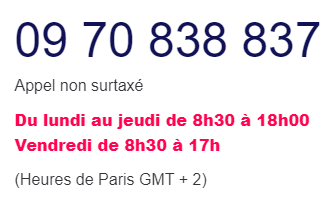 09 70 838 837
Appel non surtaxé
Du lundi au jeudi de 8h30 à 18h00
Vendredi de 8h30 à 17h
(Heures de Paris GMT + 2)